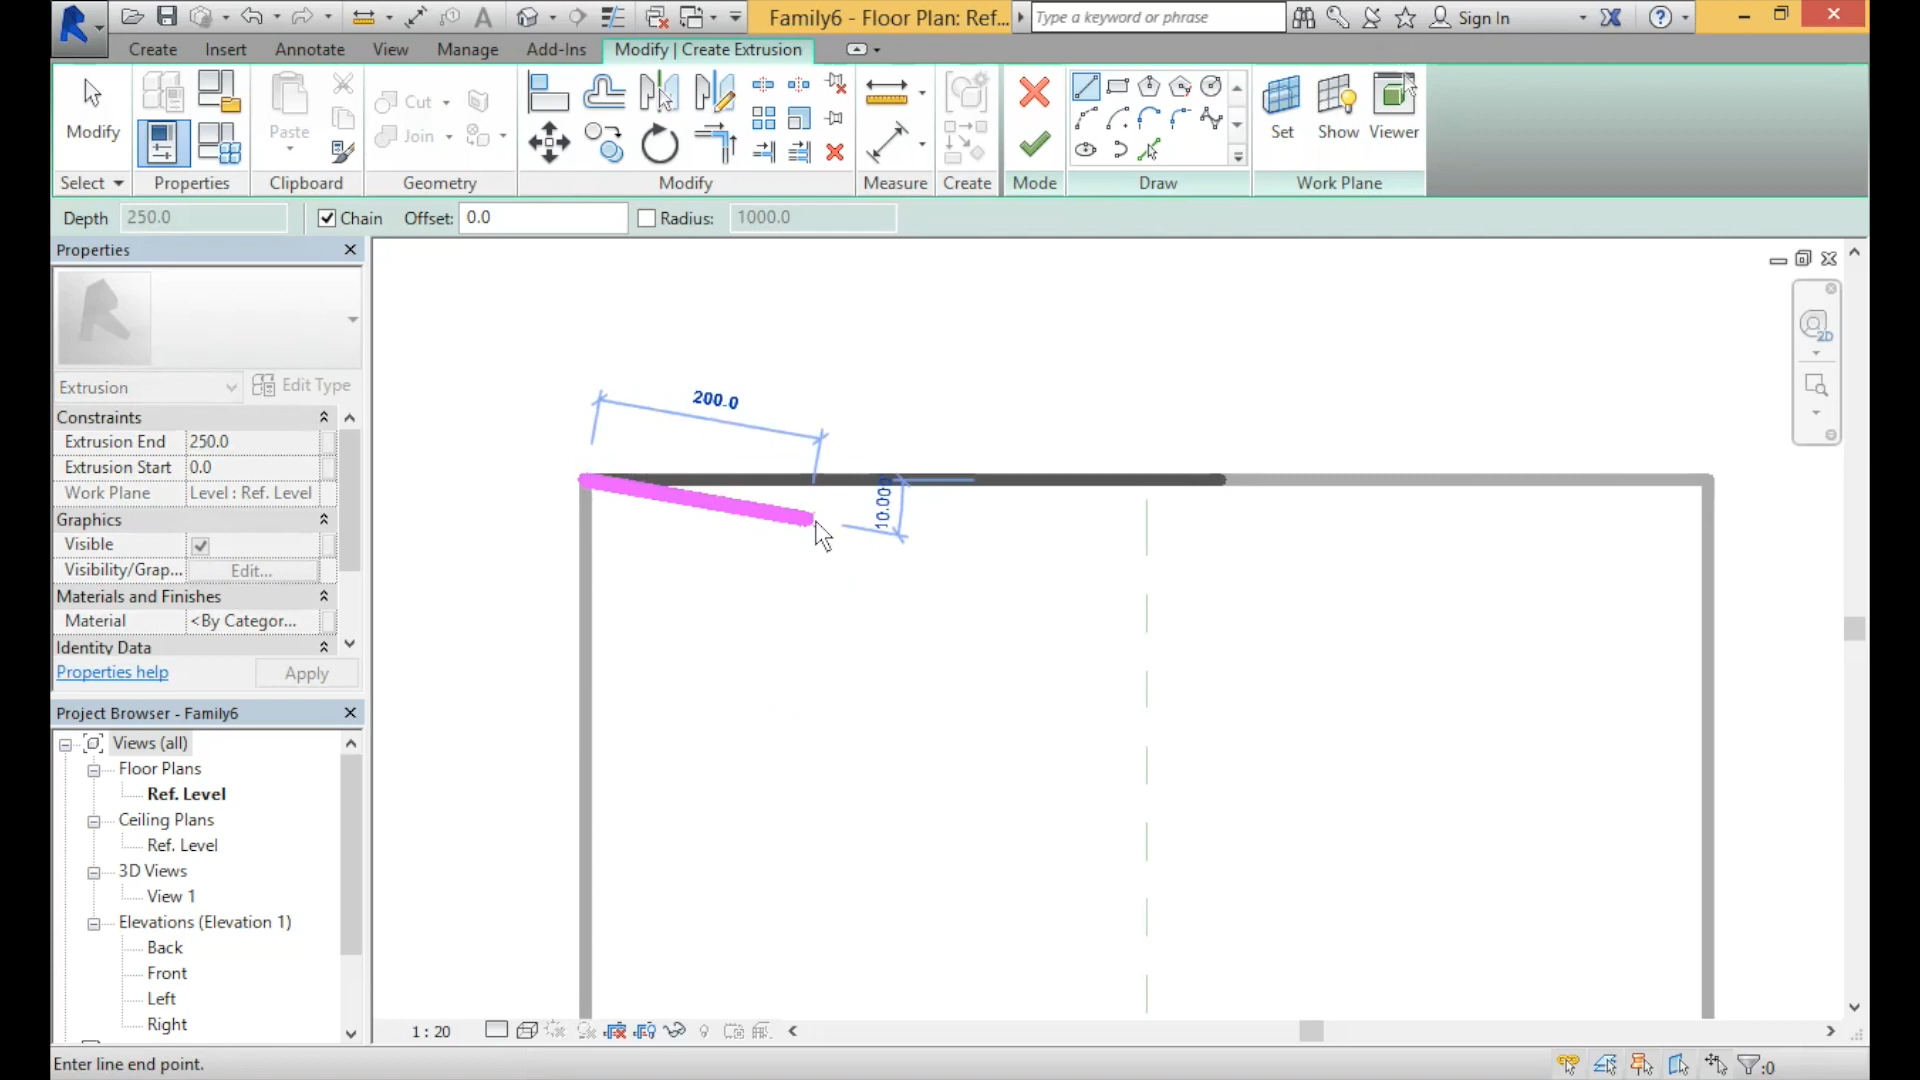 Family6 - Floor Plan: Ref...
Type a keyword or phrase
Sign In
Create Insert Annotate View Manage Add-Ins Modify | Create Extrusion
Modify
Paste
Cut
Join
Set Show Viewer
Select Properties Clipboard Geometry Modify Measure Create Mode Draw Work Plane
Depth 250.0 Chain Offset: 0.0 Radius: 1000.0
Properties
Extrusion Edit Type
Constraints
Extrusion End 250.0
Extrusion Start 0.0
Work Plane Level : Ref. Level
Graphics
Visible
Visibility/Grap... Edit...
Materials and Finishes
Material <By Categor...
Identity Data
Properties help Apply
Project Browser - Family6
Views (all)
Floor Plans
Ref. Level
Ceiling Plans
Ref. Level
3D Views
View 1
Elevations (Elevation 1)
Back
Front
Left
Right
200.0
10.000
2D
1 : 20
Enter line end point.
:0